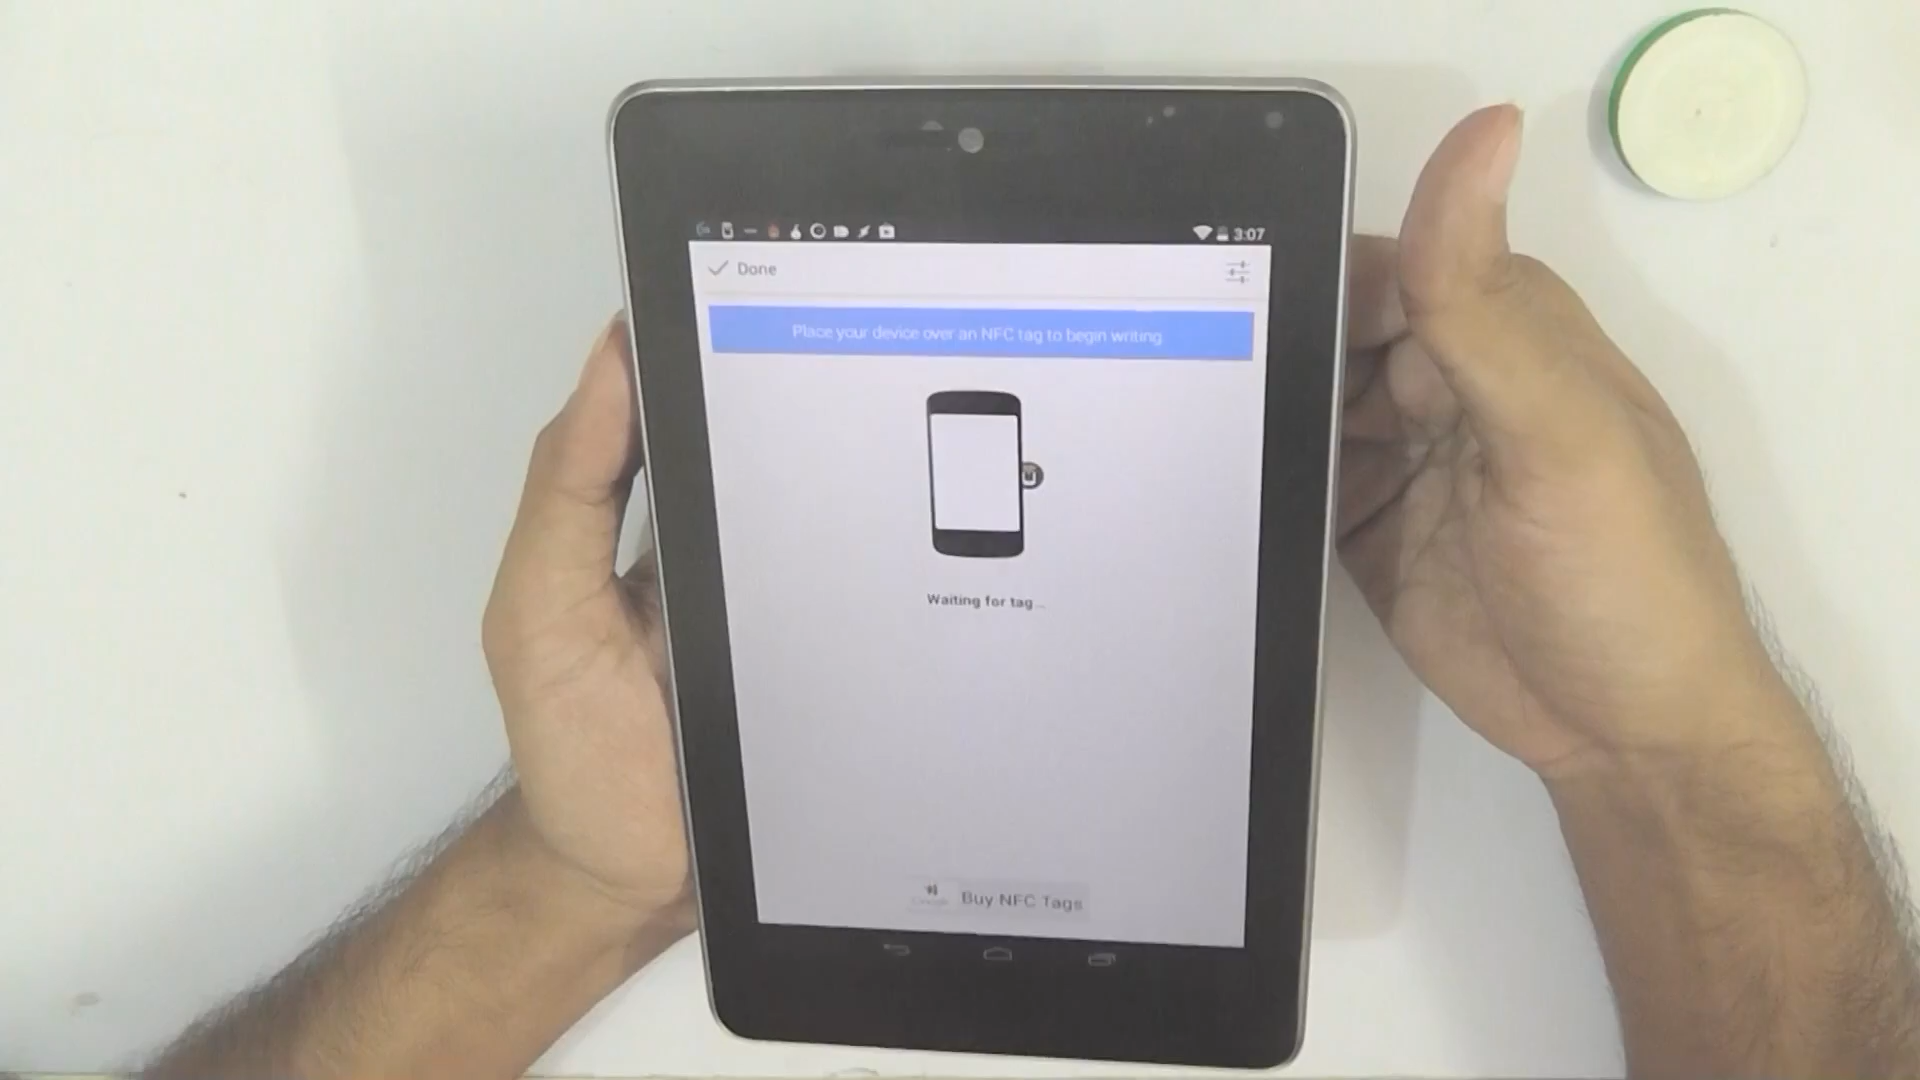 3:07
Done
Place your device over an NFC tag to begin writing
Waiting for tag...
Buy NFC Tags